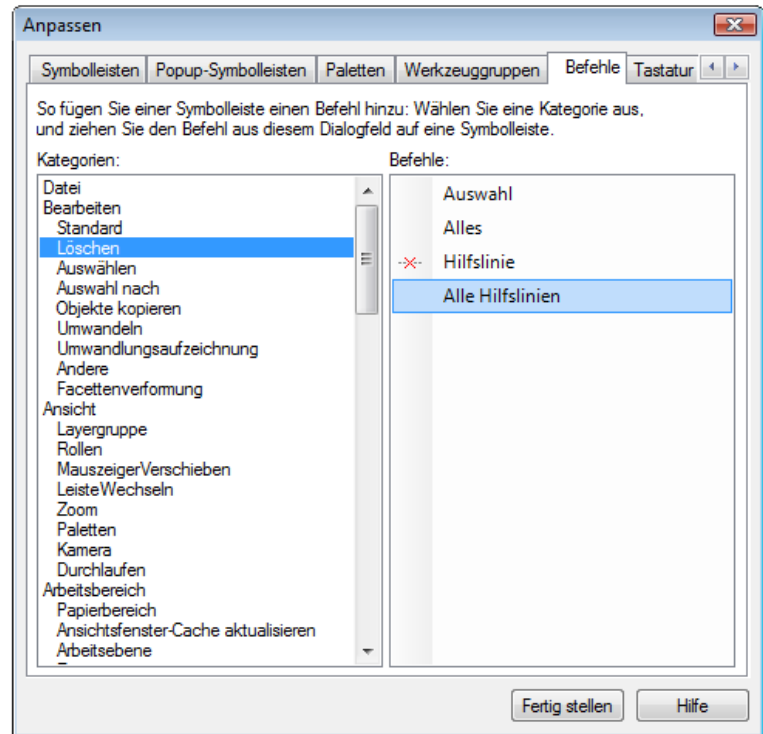 Anpassen
Symbolleisten
Popup-Symbolleisten
Paletten
Werkzeuggruppen
Befehle
Tastatur
So fügen Sie einer Symbolleiste einen Befehl hinzu: Wählen Sie eine Kategorie aus,
und ziehen Sie den Befehl aus diesem Dialogfeld auf eine Symbolleiste.
Kategorien:
Datei
Bearbeiten
Standard
Löschen
Auswählen
Auswahl nach
Objekte kopieren
Umwandeln
Umwandlungsaufzeichnung
Andere
Facettenverformung
Ansicht
Layergruppe
Rollen
MauszeigerVerschieben
LeisteWechseln
Zoom
Paletten
Kamera
Durchlaufen
Arbeitsbereich
Papierbereich
Ansichtsfenster-Cache aktualisieren
Arbeitsebene
Befehle:
Auswahl
Alles
Hilfslinie
Alle Hilfslinien
Fertig stellen
Hilfe